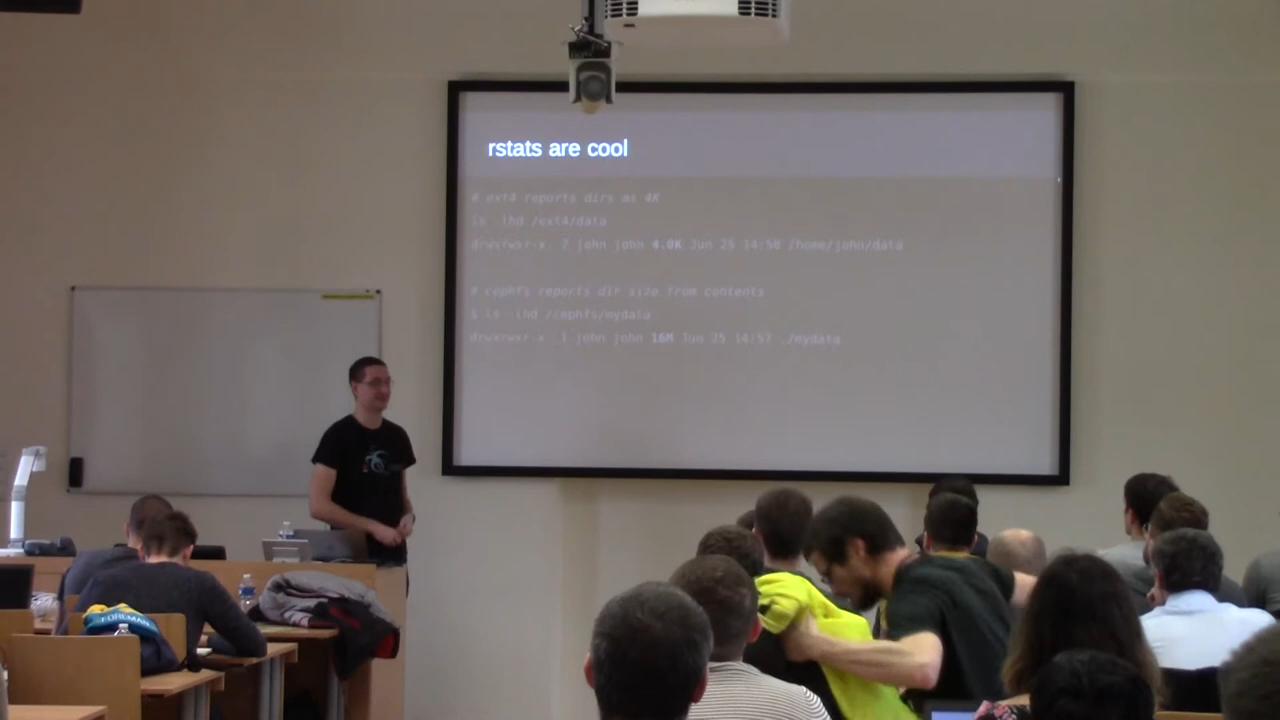 rstats are cool
# ext4 reports dirs as 4K
ls -lhd /ext4/data
drwxrwxr-x. 7 john john 4.0K Jun 25 14:58 /home/john/data
# cephfs reports dir size from contents
$ ls -lhd /cephfs/mydata
drwxrwxr-x. 1 john john 16M Jun 25 14:57 ./mydata
FOREMAN